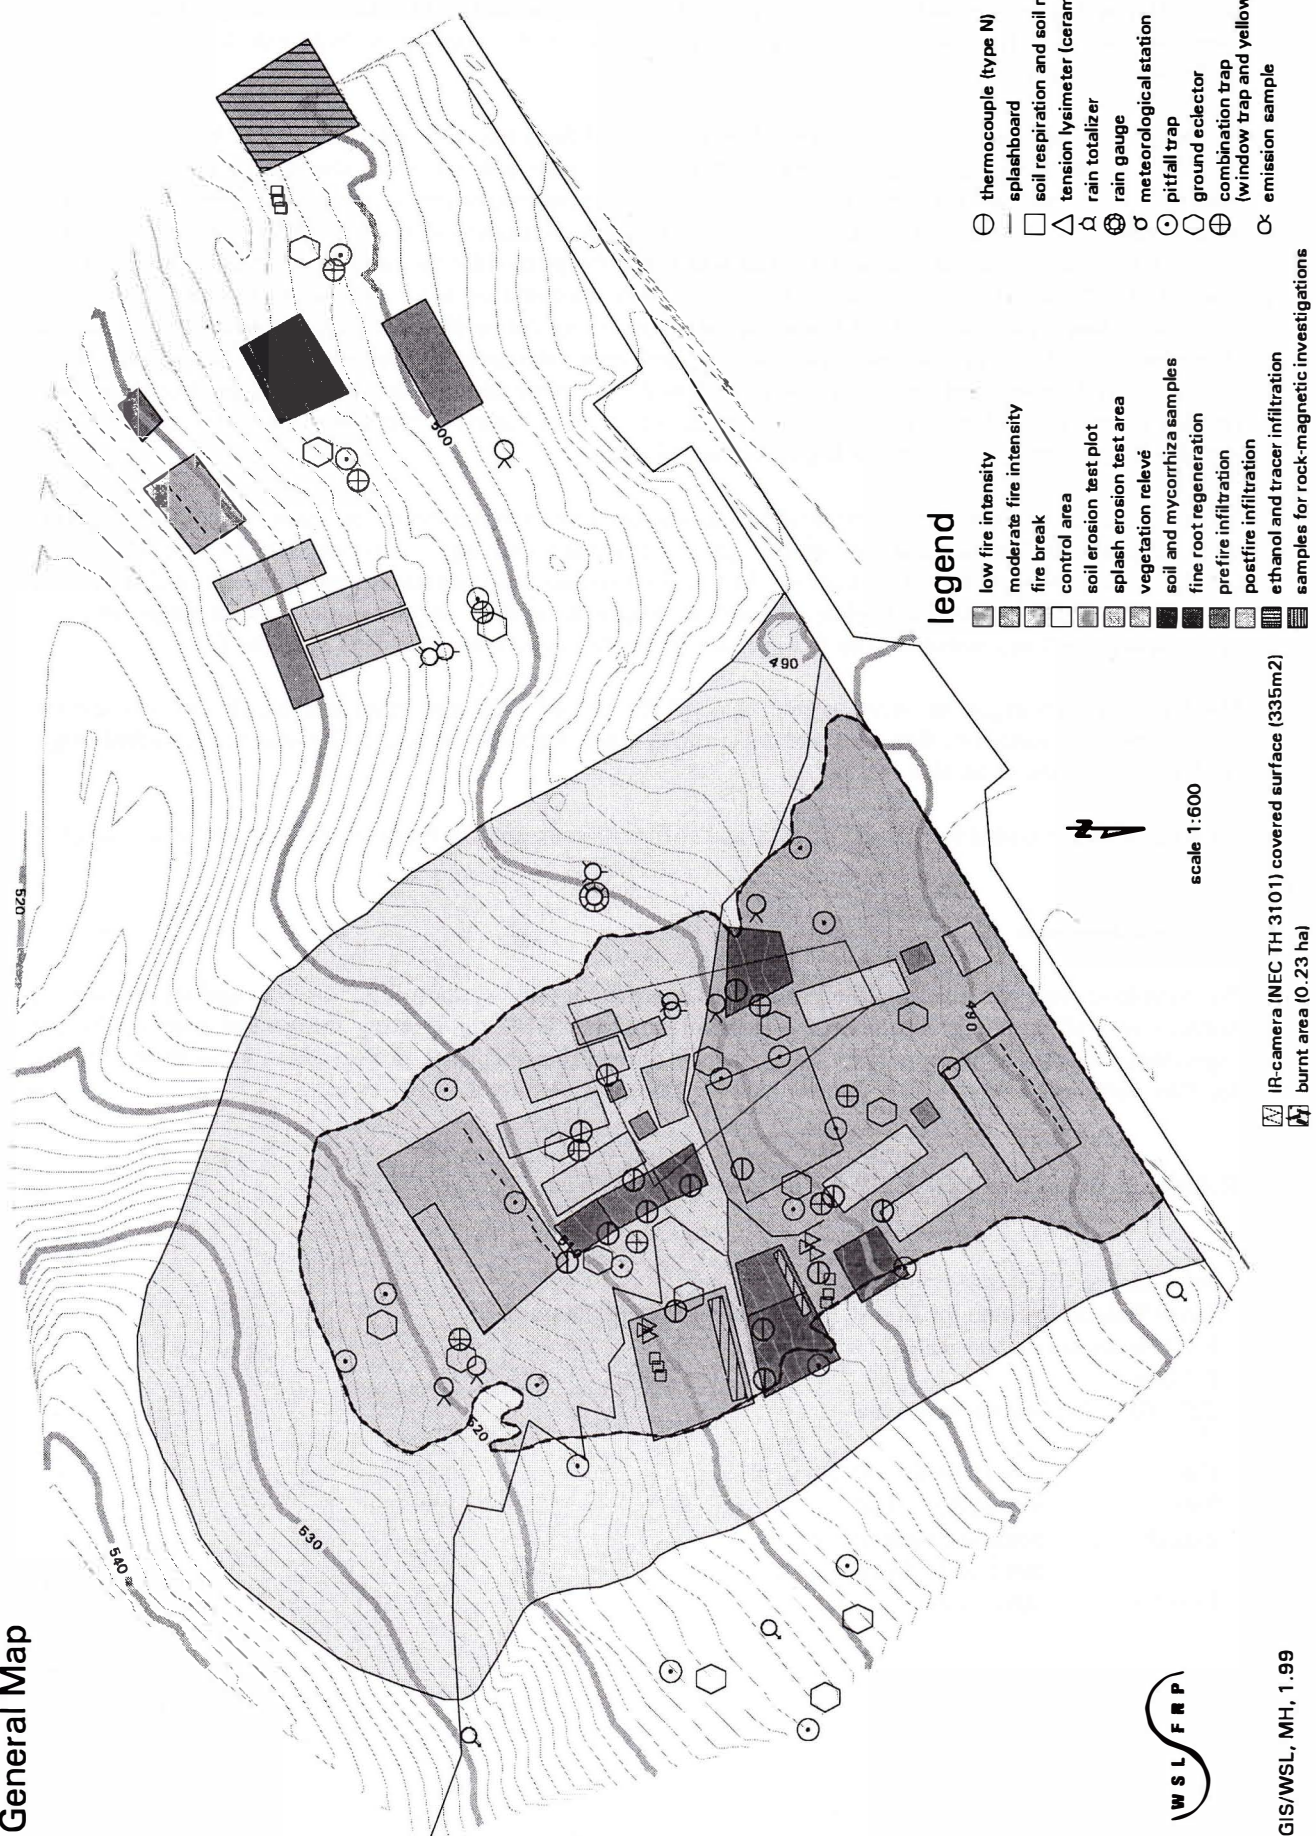 General Map
540
530
520
520
500
490
490
legend
low fire intensity
moderate fire intensity
fire break
control area
soil erosion test plot
splash erosion test area
vegetation relevé
soil and mycorrhiza samples
fine root regeneration
prefire infiltration
postfire infiltration
ethanol and tracer infiltration
samples for rock-magnetic investigations
thermocouple (type N)
splashboard
soil respiration and soil
tension lysimeter (ceram
rain totalizer
rain gauge
meteorological station
pitfall trap
ground eclector
combination trap
(window trap and yellow
emission sample
scale 1:600
IR-camera (NEC TH 3101) covered surface (335m2)
burnt area (0.23 ha)
WSL FRP
GIS/WSL, MH, 1.99